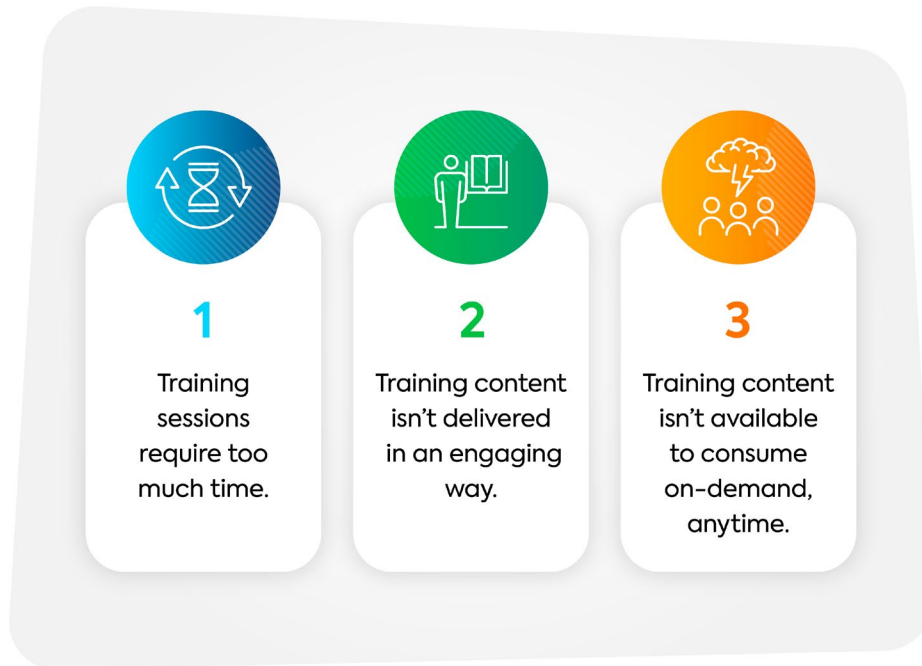 1
Training
sessions
require too
much time.
2
Training content
isn’t delivered
in an engaging
way.
3
Training content
isn’t available
to consume
on-demand,
anytime.